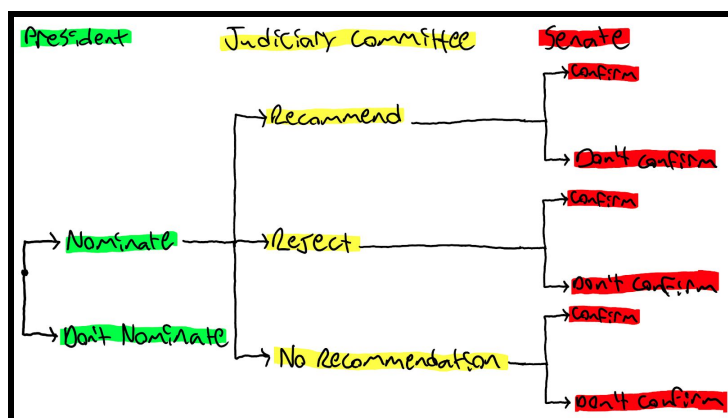 President
Judiciary Committee
Senate
Confirm
Recommend
Don't Confirm
Confirm
Nominate
Reject
Don't Confirm
Confirm
Don't Nominate
No Recommendation
Don't Confirm